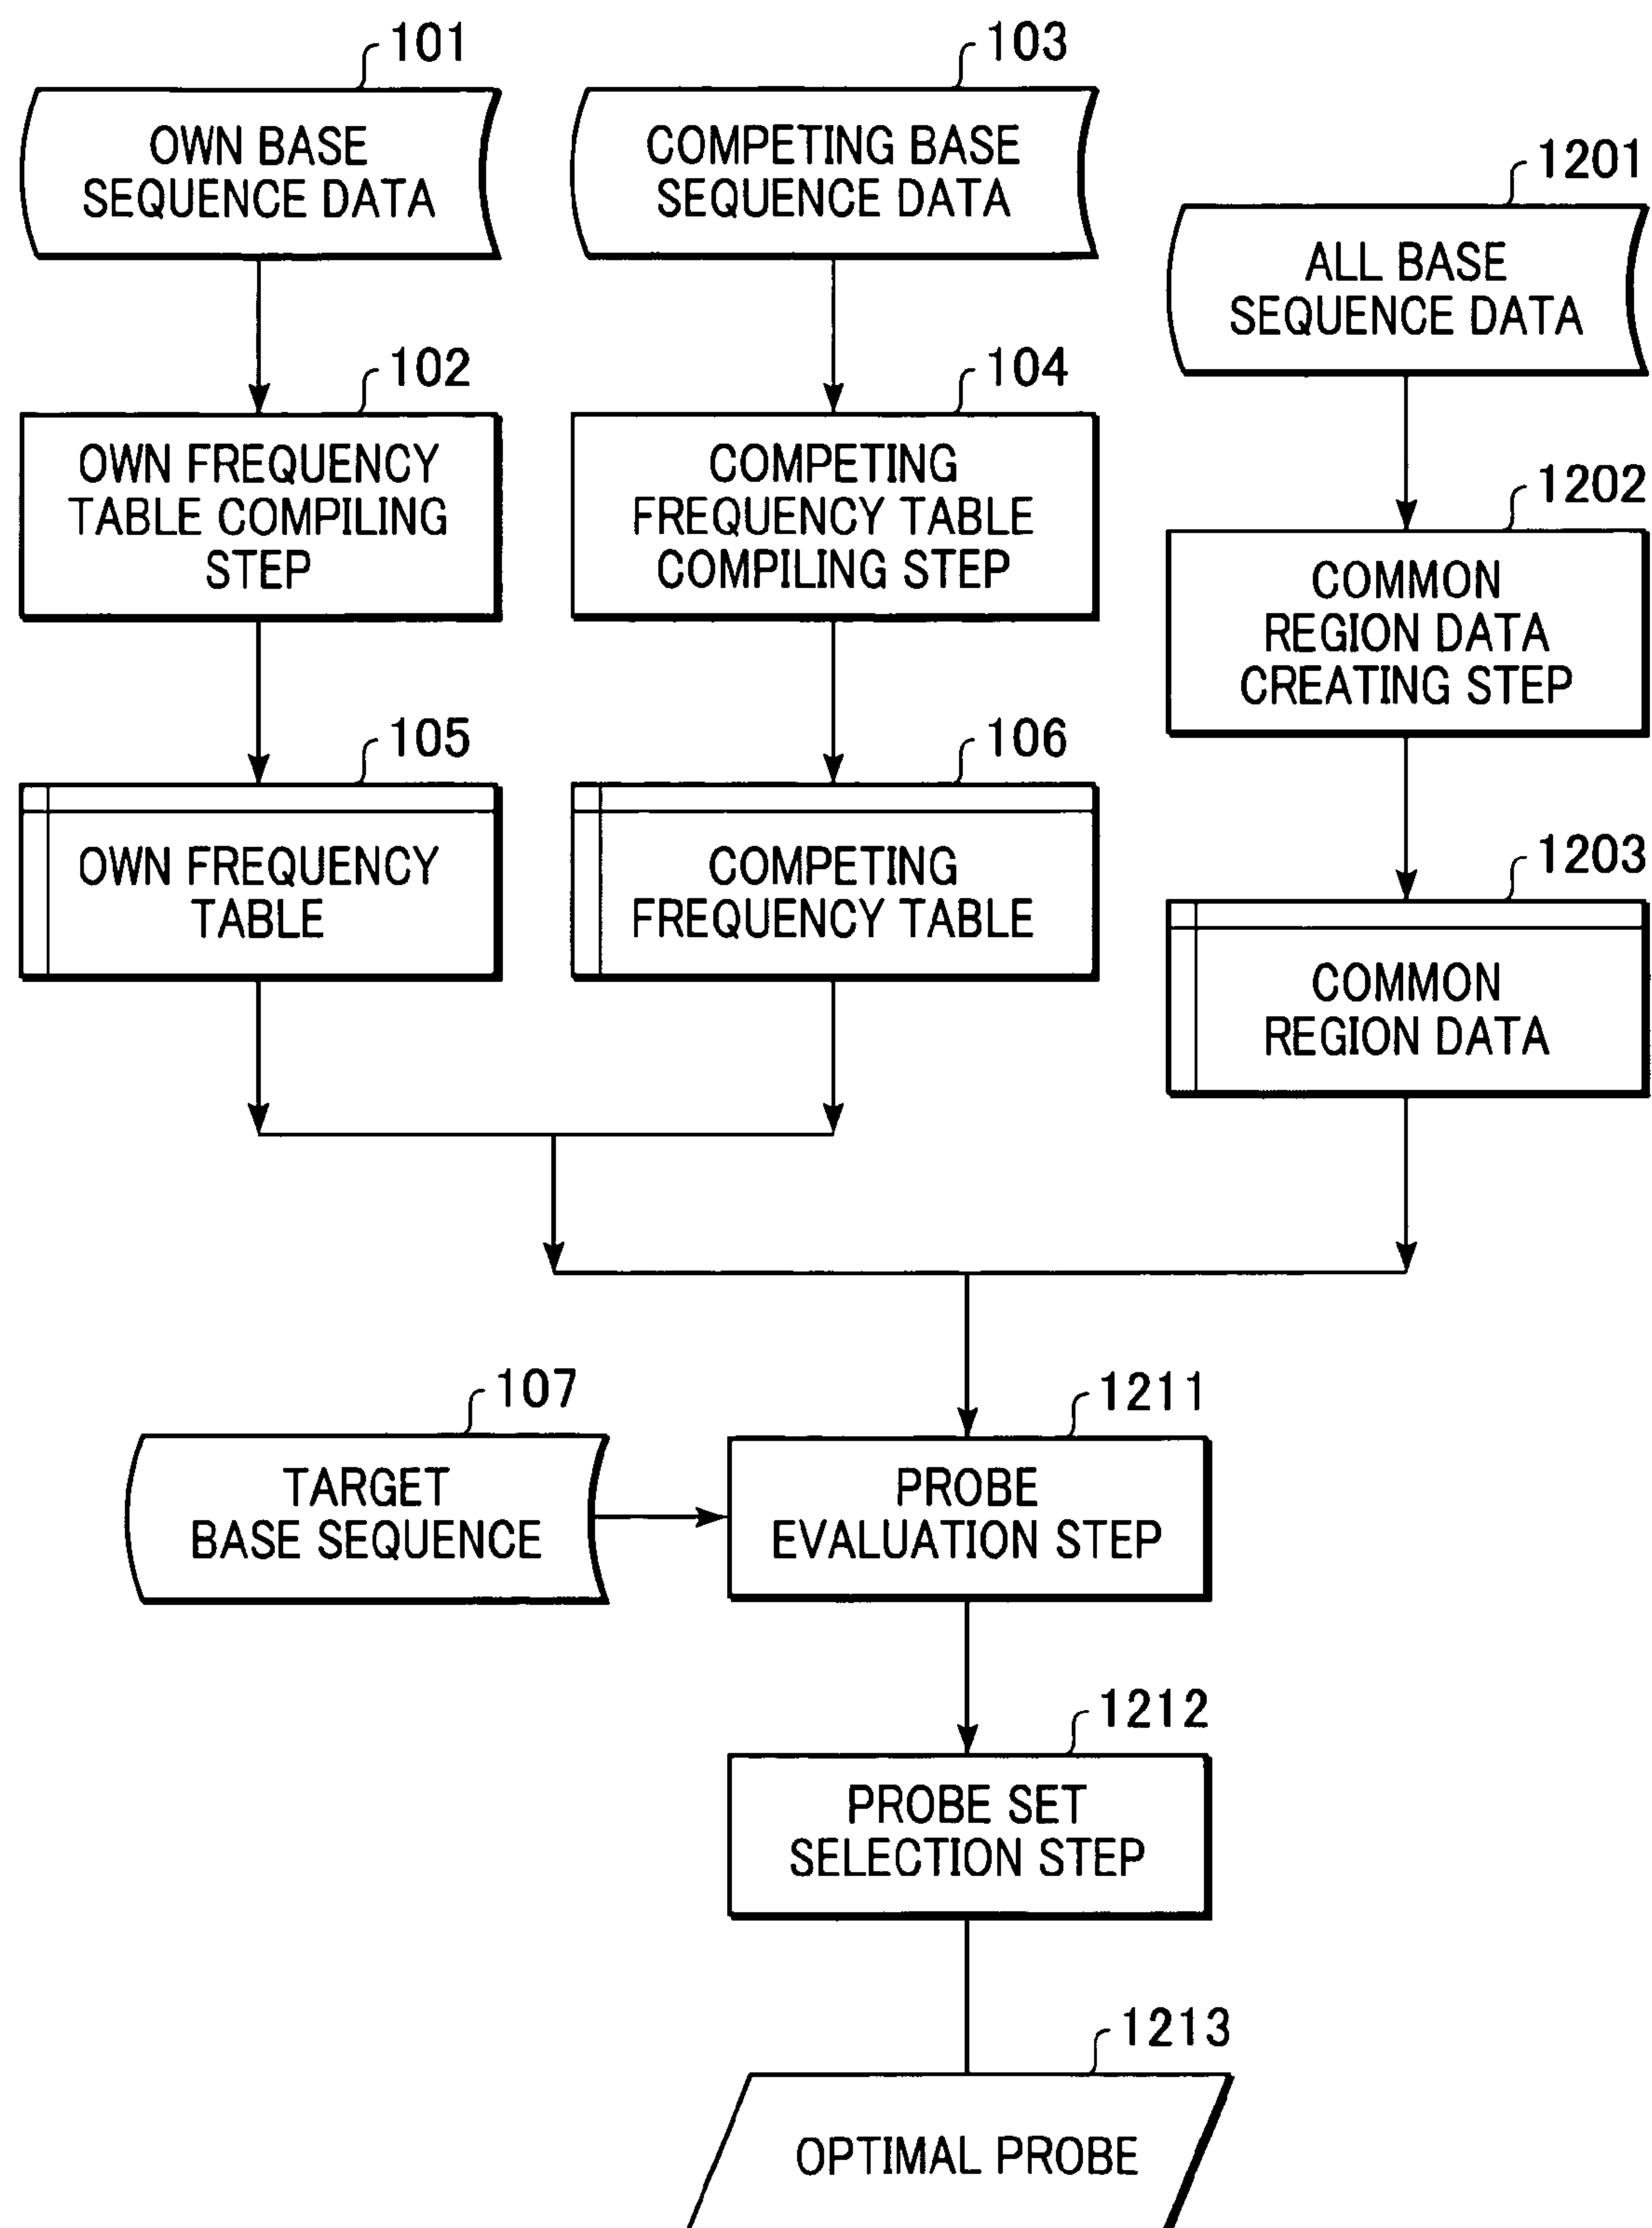 101
OWN BASE
SEQUENCE DATA
103
COMPETING BASE
SEQUENCE DATA
1201
ALL BASE
SEQUENCE DATA
102
OWN FREQUENCY
TABLE COMPILING
STEP
104
COMPETING
FREQUENCY TABLE
COMPILING STEP
1202
COMMON
REGION DATA
CREATING STEP
105
OWN FREQUENCY
TABLE
106
COMPETING
FREQUENCY TABLE
1203
COMMON
REGION DATA
107
TARGET
BASE SEQUENCE
1211
PROBE
EVALUATION STEP
1212
PROBE SET
SELECTION STEP
1213
OPTIMAL PROBE